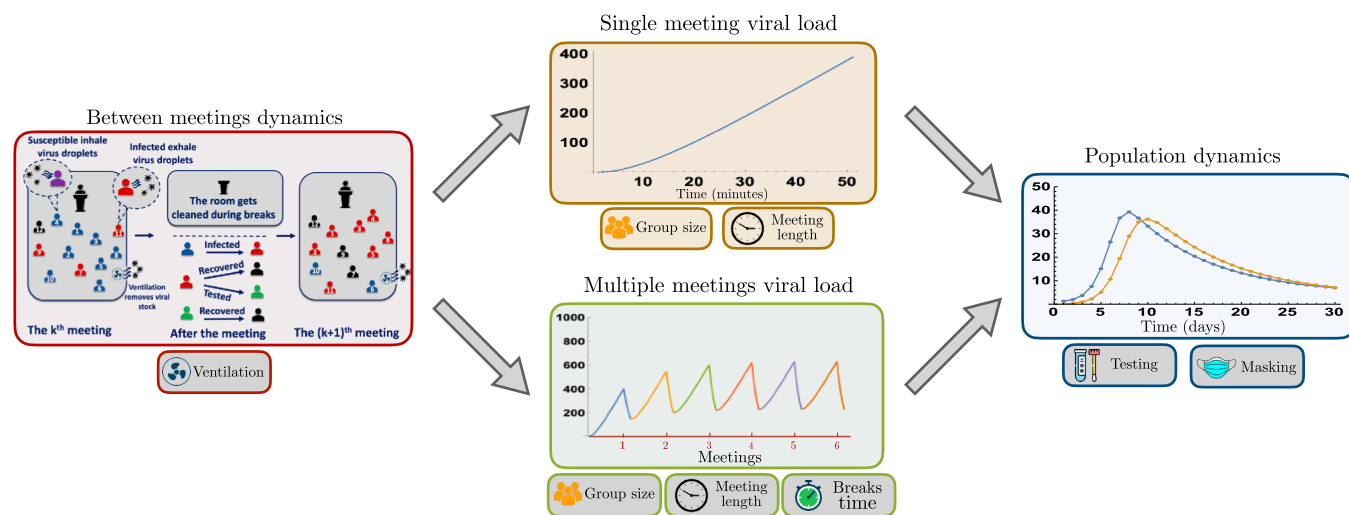 Between meetings dynamics
Susceptible inhale
virus droplets
Infected exhale
virus droplets
The room gets
cleaned during breaks
Infected
Recovered
Tested
Recovered
Ventilation
removes viral
stock
The kth meeting
After the meeting
The (k+1)th meeting
Ventilation
Single meeting viral load
400
300
200
100
10
20
30
40
50
Time (minutes)
Group size
Meeting
length
Multiple meetings viral load
1000
800
600
400
200
1
2
3
4
5
6
Meetings
Group size
Meeting
length
Breaks
time
Population dynamics
50
40
30
20
10
0
5
10
15
20
25
30
Time (days)
Testing
Masking